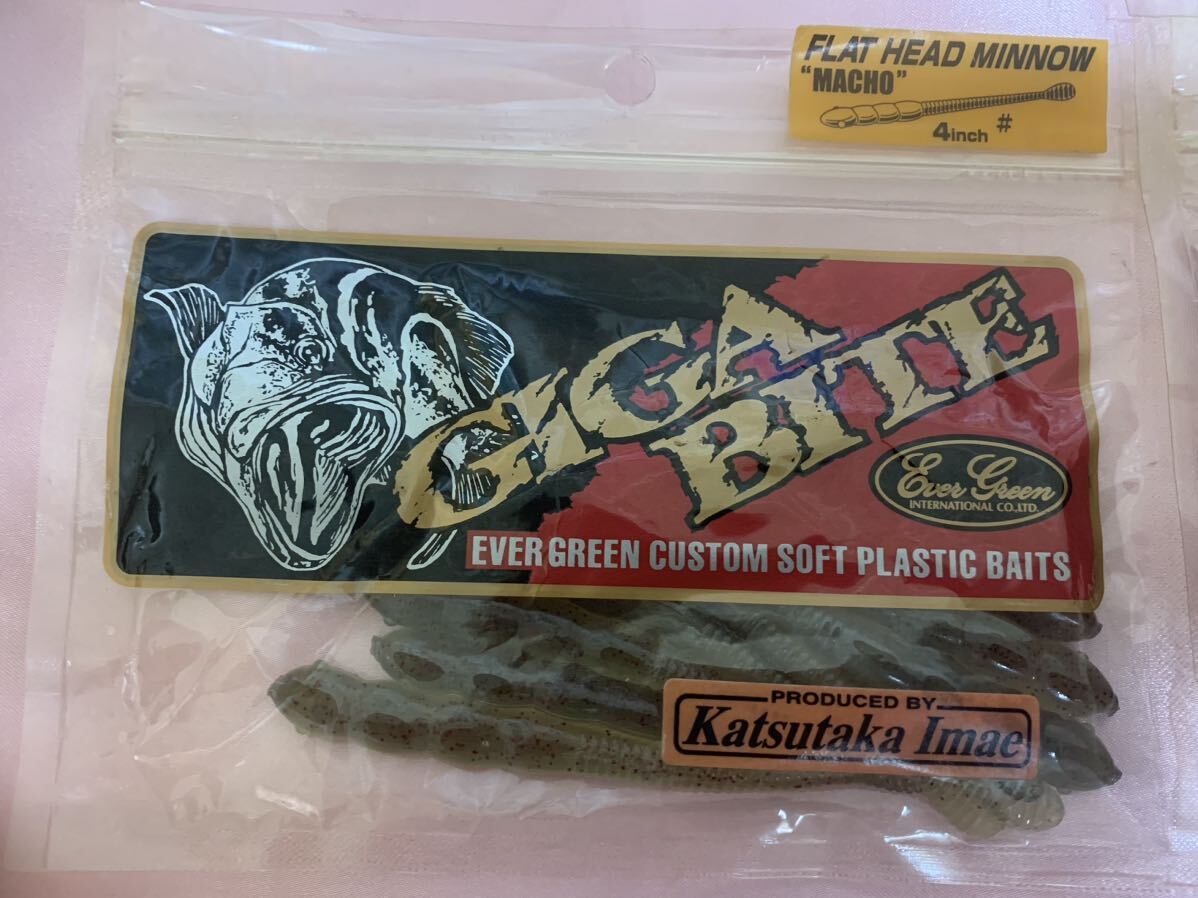 FLAT HEAD MINNOW
"MACHO"
4inch #
GIGA
BITE
Ever Green
INTERNATIONAL CO.,LTD.
EVER GREEN CUSTOM SOFT PLASTIC BAITS
PRODUCED BY
Katsutaka Imae